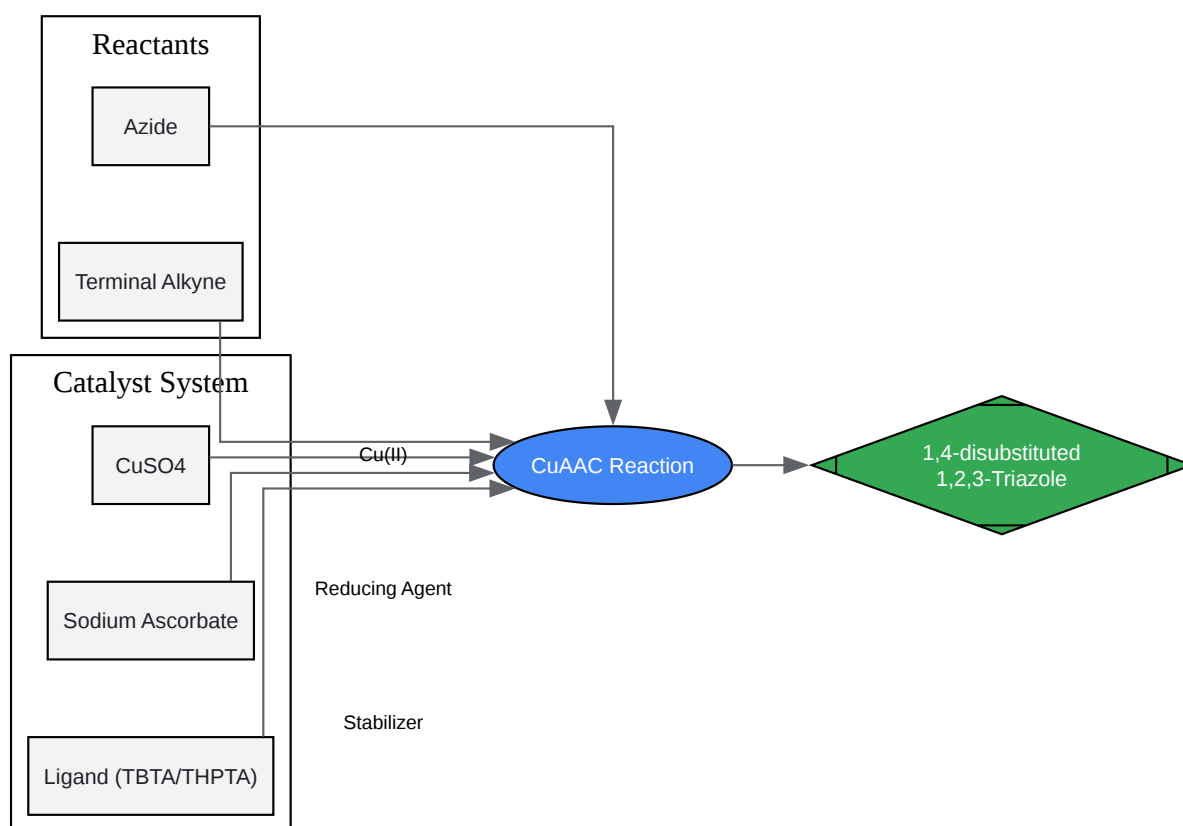 Reactants
Azide
Terminal Alkyne
Catalyst System
CuSO4
Cu(II)
CuAAC Reaction
1,4-disubstituted
1,2,3-Triazole
Sodium Ascorbate
Reducing Agent
Stabilizer
Ligand (TBTA/THPTA)